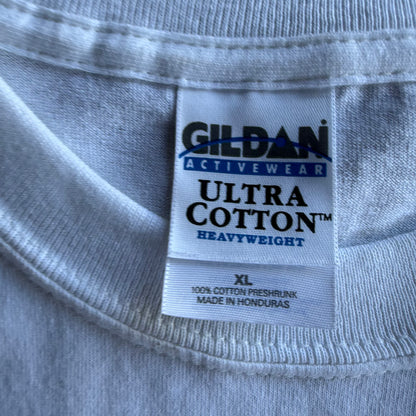 GILDAN
ACTIVEWEAR
ULTRA
COTTON™
HEAVYWEIGHT
XL
100% COTTON PRESHRUNK
MADE IN HONDURAS